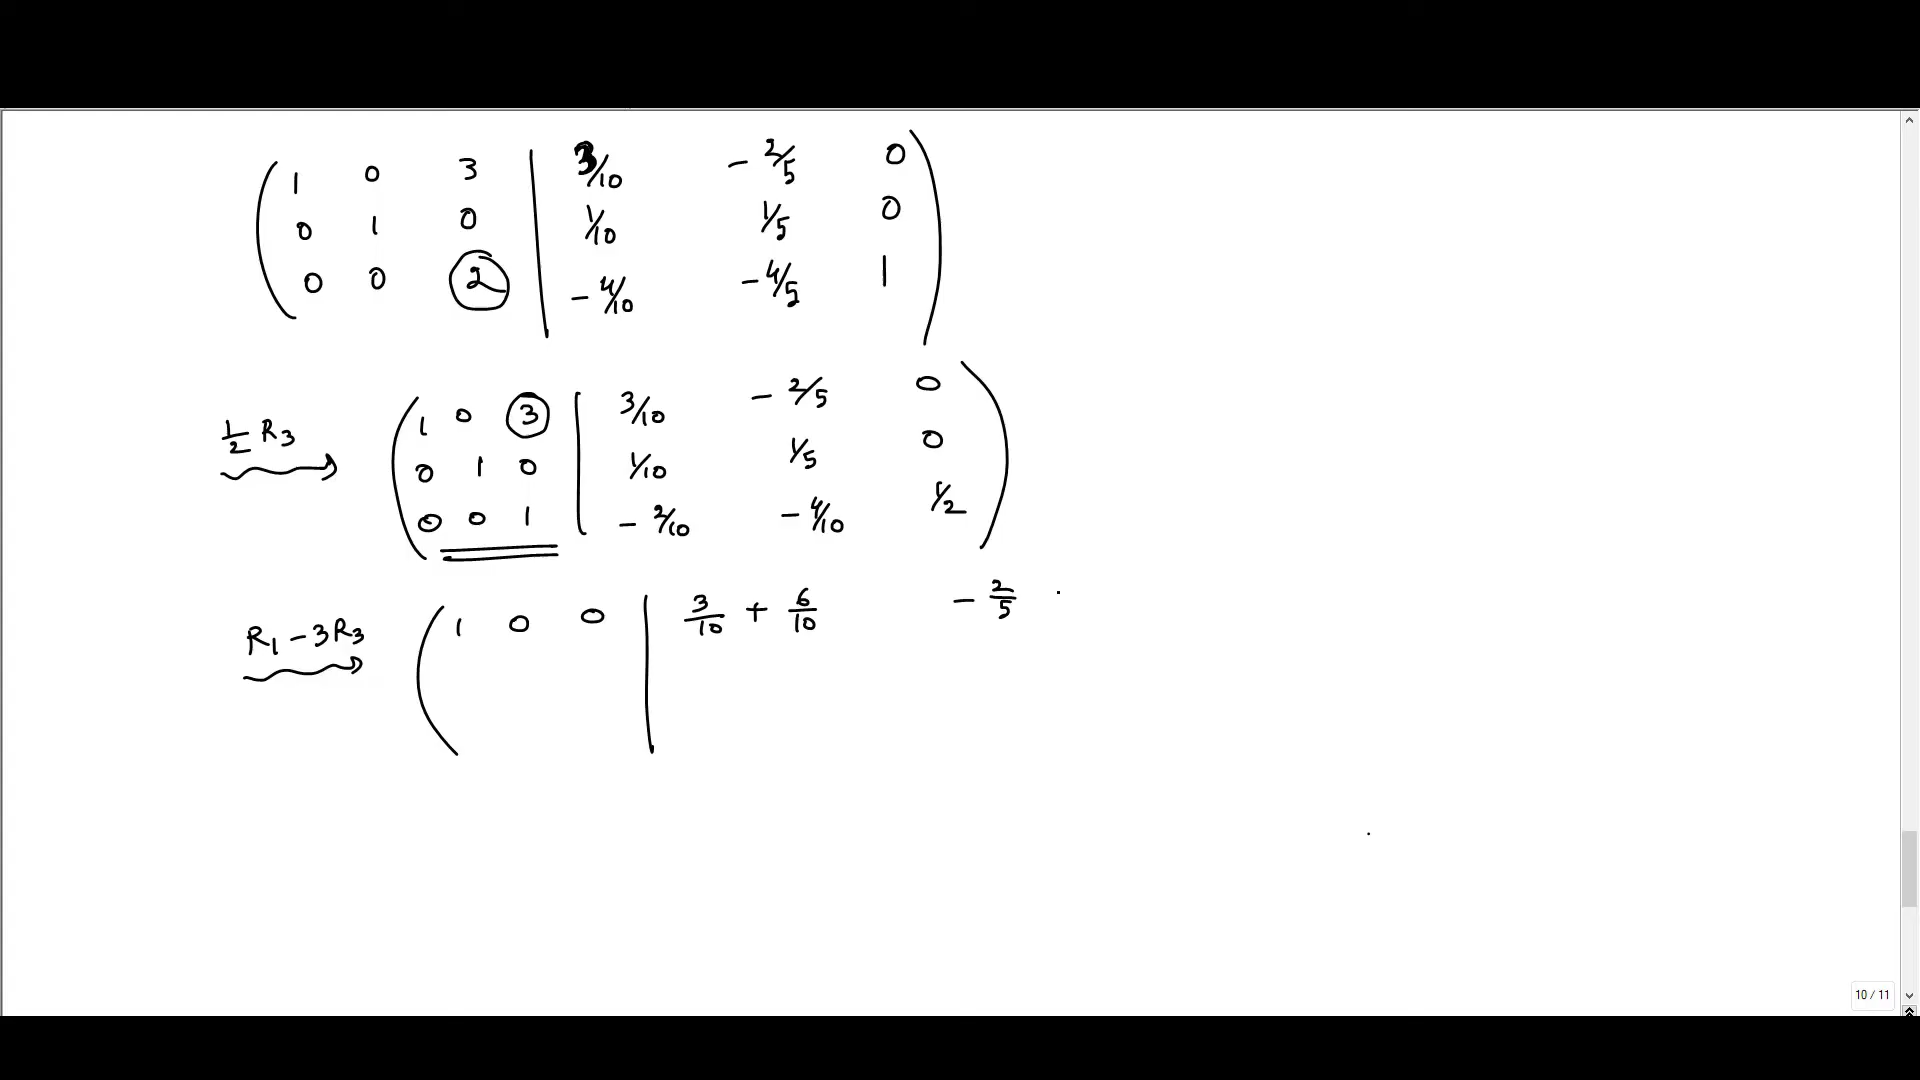 1 0 3 | 3/10 - 2/5 0
0 1 0 | 1/10 1/5 0
0 0 2 | - 4/10 - 4/5 1
1/2 R3
1 0 3 | 3/10 - 2/5 0
0 1 0 | 1/10 1/5 0
0 0 1 | - 2/10 - 4/10 1/2
R1 - 3R3
1 0 0 | 3/10 + 6/10 - 2/5
10 / 11